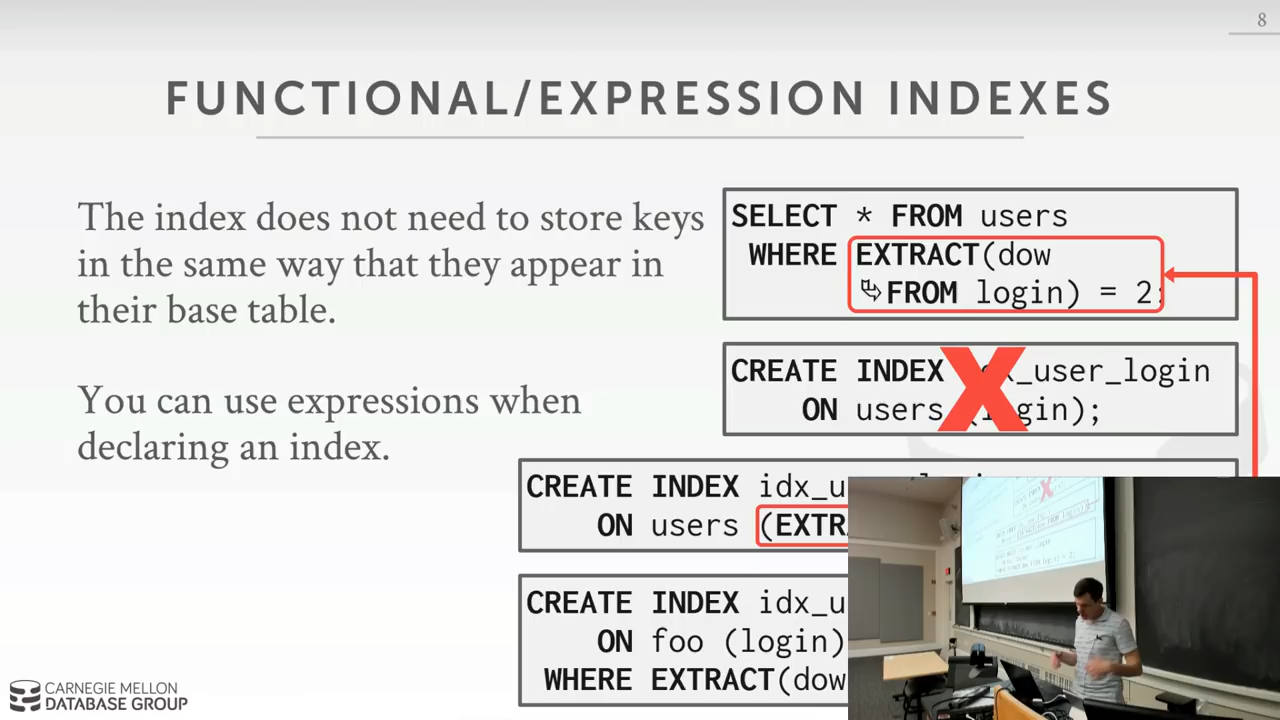 8
FUNCTIONAL/EXPRESSION INDEXES
The index does not need to store keys
in the same way that they appear in
their base table.
You can use expressions when
declaring an index.
SELECT * FROM users
WHERE EXTRACT(dow
↳FROM login) = 2;
CREATE INDEX idx_user_login
ON users (login);
CREATE INDEX idx_u
ON users (EXTR
CREATE INDEX idx_u
ON foo (login)
WHERE EXTRACT(dow
CARNEGIE MELLON
DATABASE GROUP